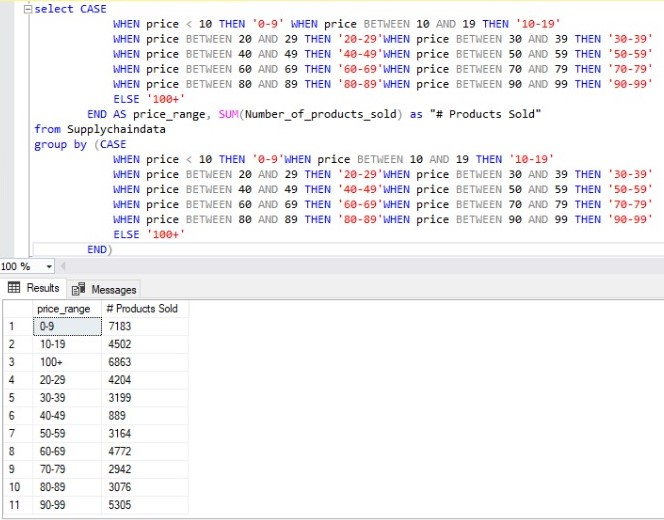 select CASE
WHEN price < 10 THEN '0-9' WHEN price BETWEEN 10 AND 19 THEN '10-19'
WHEN price BETWEEN 20 AND 29 THEN '20-29'WHEN price BETWEEN 30 AND 39 THEN '30-39'
WHEN price BETWEEN 40 AND 49 THEN '40-49'WHEN price BETWEEN 50 AND 59 THEN '50-59'
WHEN price BETWEEN 60 AND 69 THEN '60-69'WHEN price BETWEEN 70 AND 79 THEN '70-79'
WHEN price BETWEEN 80 AND 89 THEN '80-89'WHEN price BETWEEN 90 AND 99 THEN '90-99'
ELSE '100+'
END AS price_range, SUM(Number_of_products_sold) as "# Products Sold"
from Supplychaindata
group by (CASE
WHEN price < 10 THEN '0-9'WHEN price BETWEEN 10 AND 19 THEN '10-19'
WHEN price BETWEEN 20 AND 29 THEN '20-29'WHEN price BETWEEN 30 AND 39 THEN '30-39'
WHEN price BETWEEN 40 AND 49 THEN '40-49'WHEN price BETWEEN 50 AND 59 THEN '50-59'
WHEN price BETWEEN 60 AND 69 THEN '60-69'WHEN price BETWEEN 70 AND 79 THEN '70-79'
WHEN price BETWEEN 80 AND 89 THEN '80-89'WHEN price BETWEEN 90 AND 99 THEN '90-99'
ELSE '100+'
END)
100 %
Results Messages
price_range # Products Sold
1 0-9 7183
2 10-19 4502
3 100+ 6863
4 20-29 4204
5 30-39 3199
6 40-49 889
7 50-59 3164
8 60-69 4772
9 70-79 2942
10 80-89 3076
11 90-99 5305